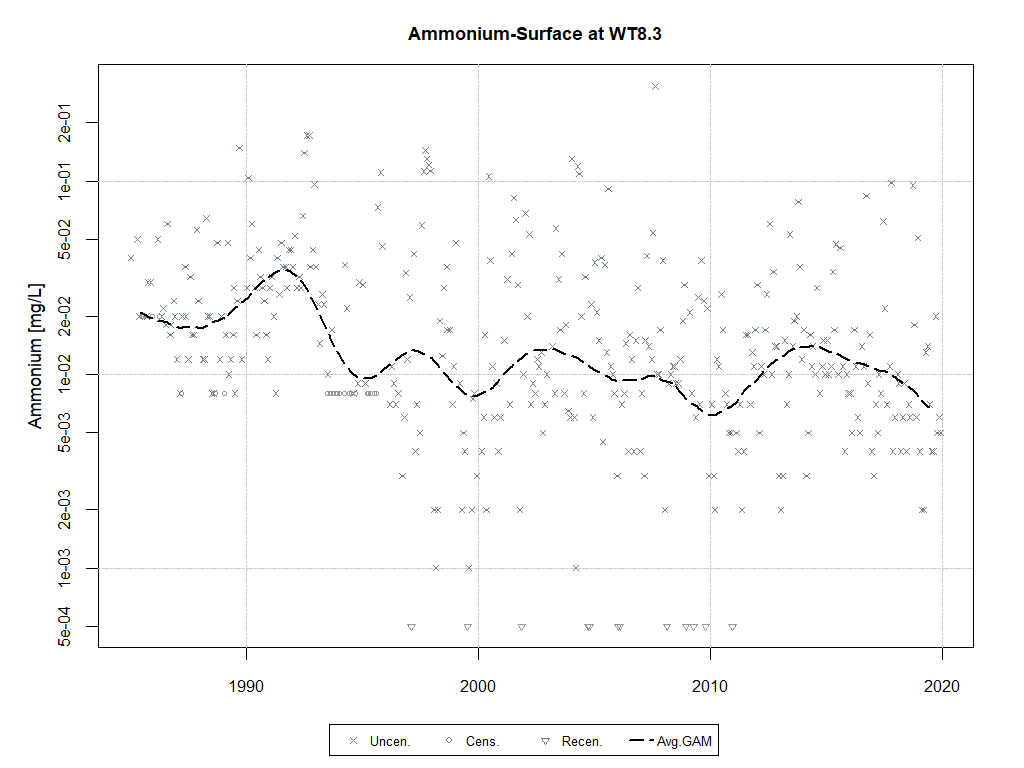 Ammonium-Surface at WT8.3
Ammonium [mg/L]
2e-01
1e-01
5e-02
2e-02
1e-02
5e-03
2e-03
1e-03
5e-04
1990 2000 2010 2020
Uncen. Cens. Recen. Avg.GAM